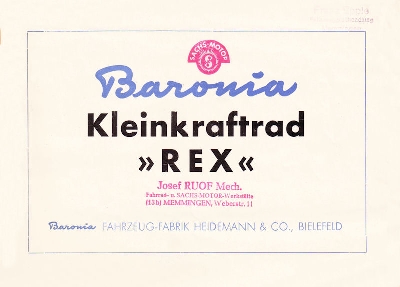 SACHS-MOTOR
Baronia
Kleinkraftrad
»REX«
Josef RUOF Mech.
Fahrrad- u. SACHS-MOTOR-Werkstätte
(13b) MEMMINGEN, Weberstr. 11
Baronia FAHRZEUG-FABRIK HEIDEMANN & CO., BIELEFELD